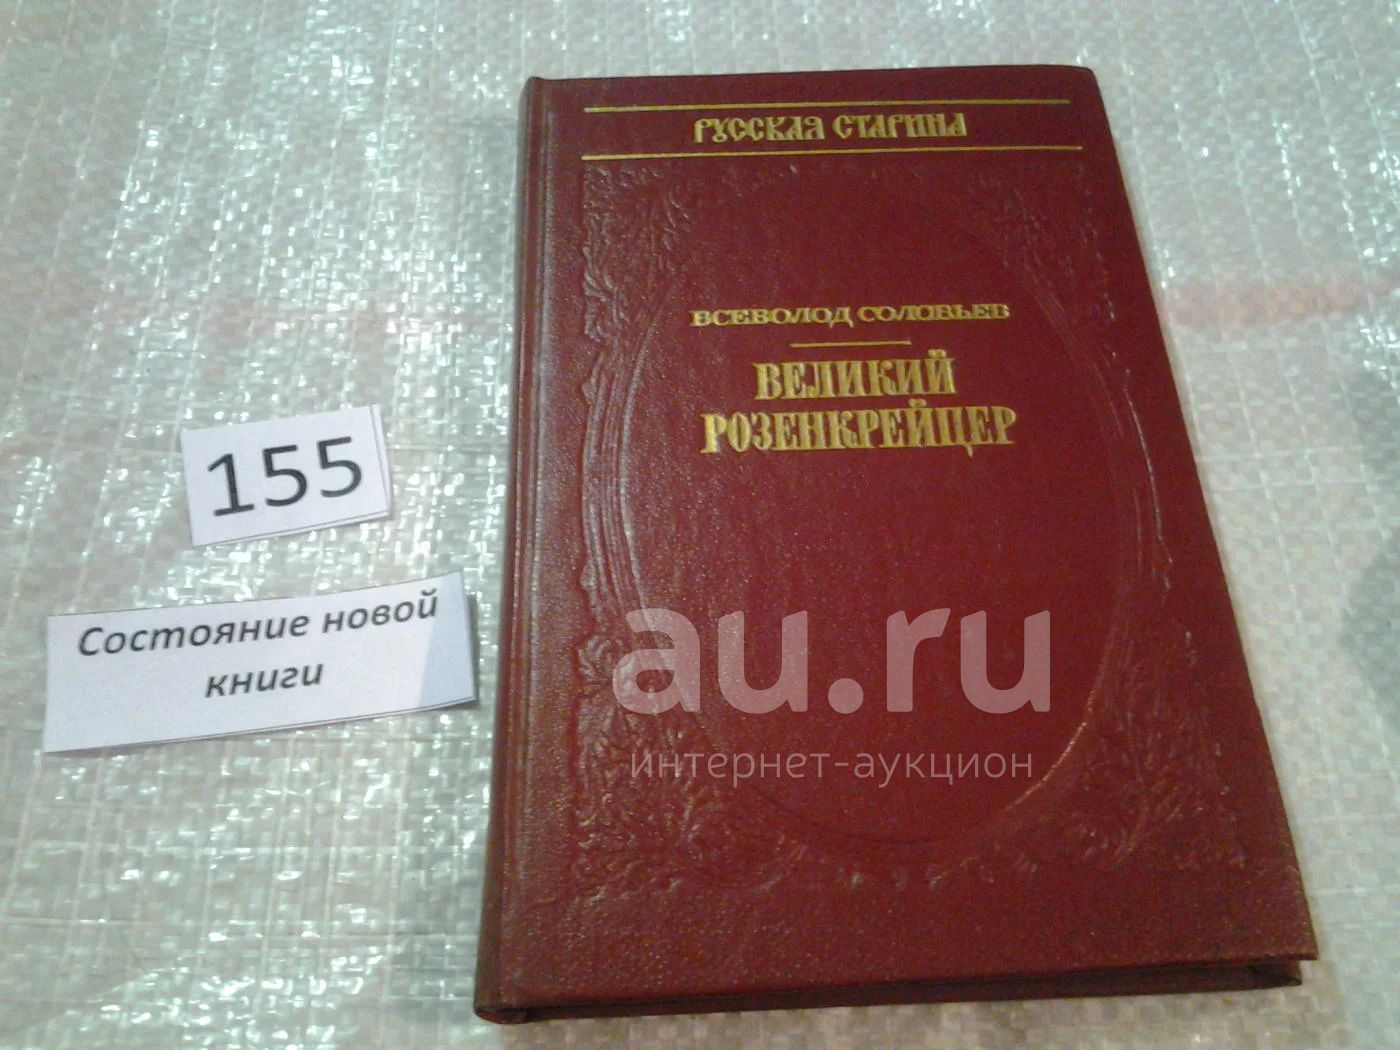 РУССКАЯ СТАРИНА
ВСЕВОЛОД СОЛОВЬЕВ
ВЕЛИКИЙ
РОЗЕНКРЕЙЦЕР
155
Состояние новой
книги
au.ru
интернет-аукцион